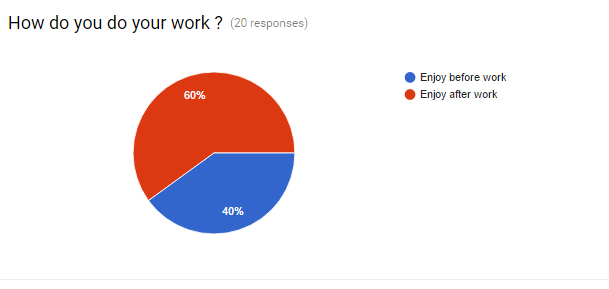 How do you do your work ? (20 responses)
Enjoy before work
60%
Enjoy after work
40%